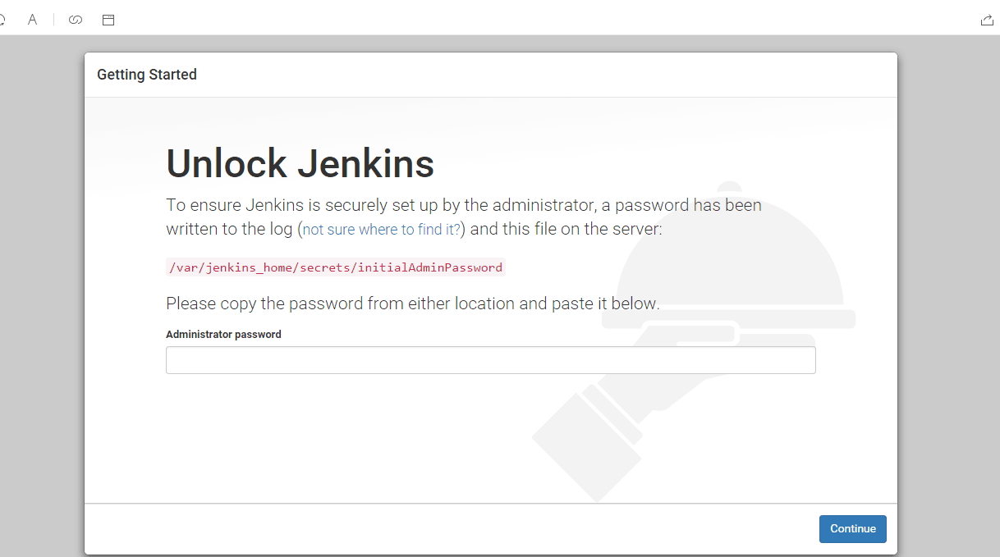 A
Getting Started
Unlock Jenkins
To ensure Jenkins is securely set up by the administrator, a password has been
written to the log (not sure where to find it?) and this file on the server:
/var/jenkins_home/secrets/initialAdminPassword
Please copy the password from either location and paste it below.
Administrator password
Continue